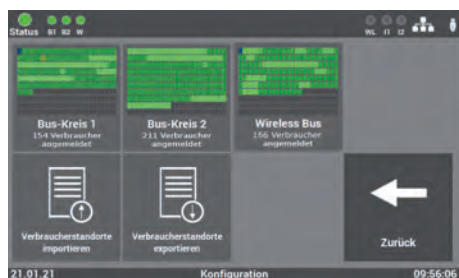 Status B1 B2 W WL I1 I2
Bus-Kreis 1
154 Verbraucher
angemeldet
Bus-Kreis 2
211 Verbraucher
angemeldet
Wireless Bus
166 Verbraucher
angemeldet
Verbraucherstandorte
importieren
Verbraucherstandorte
exportieren
Zurück
21.01.21 Konfiguration 09:56:06